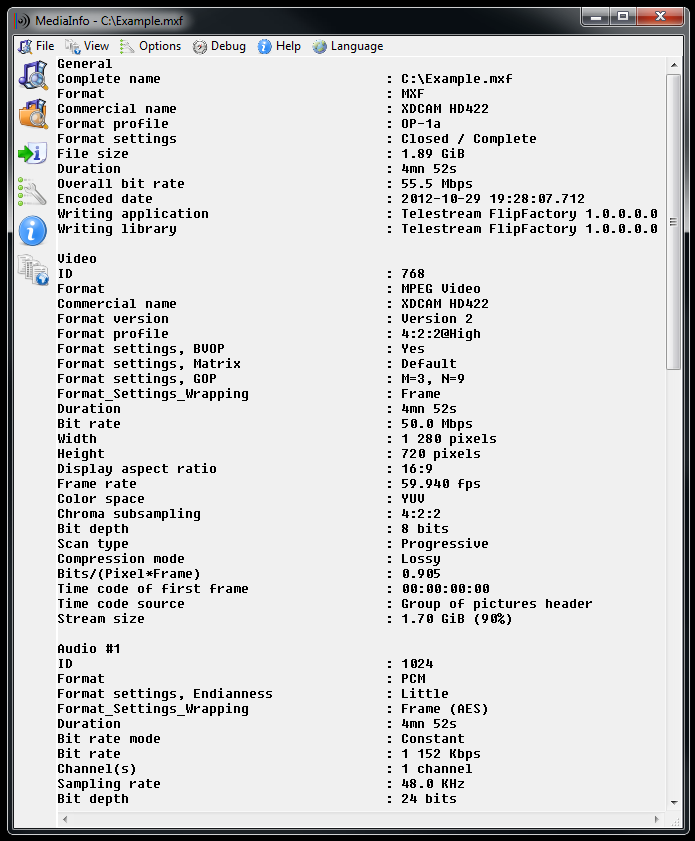 MediaInfo - C:\Example.mxf
File View Options Debug Help Language
General
Complete name : C:\Example.mxf
Format : MXF
Commercial name : XDCAM HD422
Format profile : OP-1a
Format settings : Closed / Complete
File size : 1.89 GiB
Duration : 4mn 52s
Overall bit rate : 55.5 Mbps
Encoded date : 2012-10-29 19:28:07.712
Writing application : Telestream FlipFactory 1.0.0.0.0
Writing library : Telestream FlipFactory 1.0.0.0.0
Video
ID : 768
Format : MPEG Video
Commercial name : XDCAM HD422
Format version : Version 2
Format profile : 4:2:2@High
Format settings, BVOP : Yes
Format settings, Matrix : Default
Format settings, GOP : M=3, N=9
Format_Settings_Wrapping : Frame
Duration : 4mn 52s
Bit rate : 50.0 Mbps
Width : 1 280 pixels
Height : 720 pixels
Display aspect ratio : 16:9
Frame rate : 59.940 fps
Color space : YUV
Chroma subsampling : 4:2:2
Bit depth : 8 bits
Scan type : Progressive
Compression mode : Lossy
Bits/(Pixel*Frame) : 0.905
Time code of first frame : 00:00:00:00
Time code source : Group of pictures header
Stream size : 1.70 GiB (90%)
Audio #1
ID : 1024
Format : PCM
Format settings, Endianness : Little
Format_Settings_Wrapping : Frame (AES)
Duration : 4mn 52s
Bit rate mode : Constant
Bit rate : 1 152 Kbps
Channel(s) : 1 channel
Sampling rate : 48.0 KHz
Bit depth : 24 bits